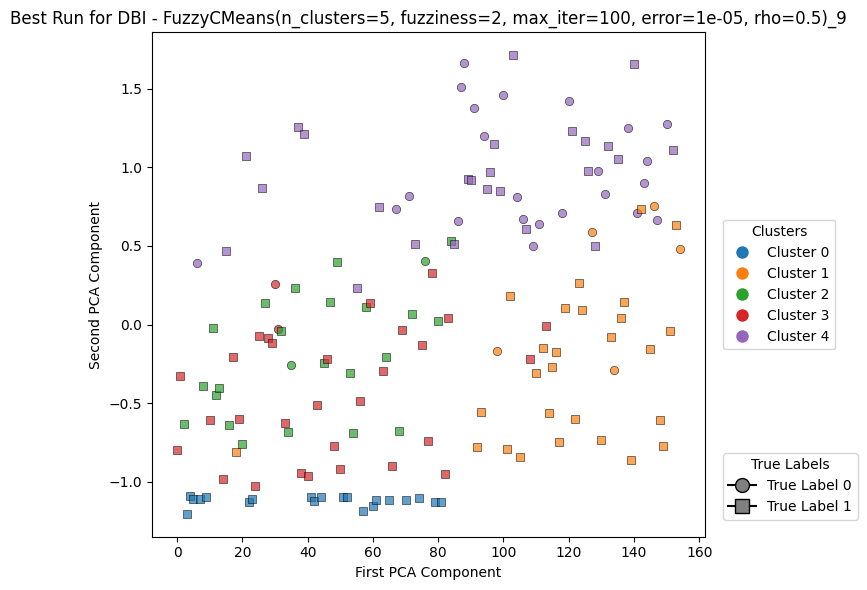 Best Run for DBI - FuzzyCMeans(n_clusters=5, fuzziness=2, max_iter=100, error=1e-05, rho=0.5)_9
Second PCA Component
1.5
1.0
0.5
0.0
−0.5
−1.0
0 20 40 60 80 100 120 140 160
First PCA Component
Clusters
Cluster 0
Cluster 1
Cluster 2
Cluster 3
Cluster 4
True Labels
True Label 0
True Label 1